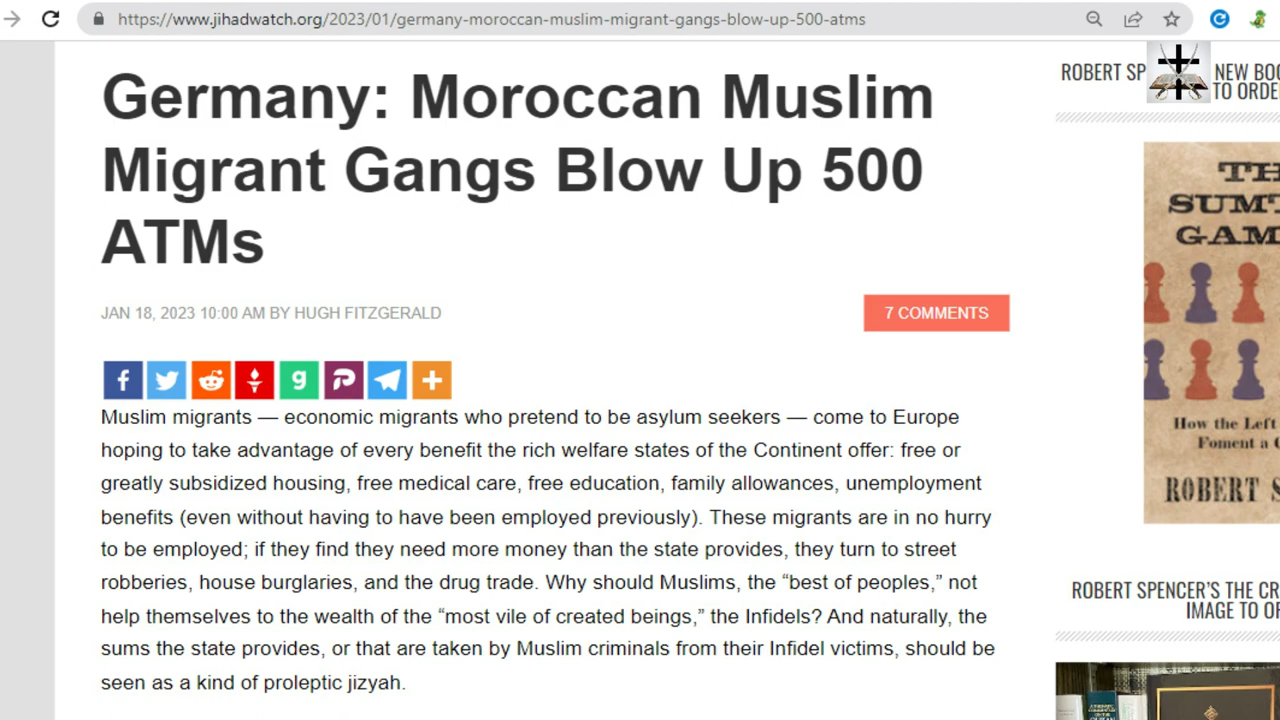 https://www.jihadwatch.org/2023/01/germany-moroccan-muslim-migrant-gangs-blow-up-500-atms
Germany: Moroccan Muslim
Migrant Gangs Blow Up 500
ATMs
JAN 18, 2023 10:00 AM BY HUGH FITZGERALD
7 COMMENTS
Muslim migrants — economic migrants who pretend to be asylum seekers — come to Europe
hoping to take advantage of every benefit the rich welfare states of the Continent offer: free or
greatly subsidized housing, free medical care, free education, family allowances, unemployment
benefits (even without having to have been employed previously). These migrants are in no hurry
to be employed; if they find they need more money than the state provides, they turn to street
robberies, house burglaries, and the drug trade. Why should Muslims, the “best of peoples,” not
help themselves to the wealth of the “most vile of created beings,” the Infidels? And naturally, the
sums the state provides, or that are taken by Muslim criminals from their Infidel victims, should be
seen as a kind of proleptic jizyah.
ROBERT SP NEW BOO
TO ORDE
TH
SUMT
GAM
How the Left
Foment a
ROBERT S
ROBERT SPENCER’S THE CR
IMAGE TO OR